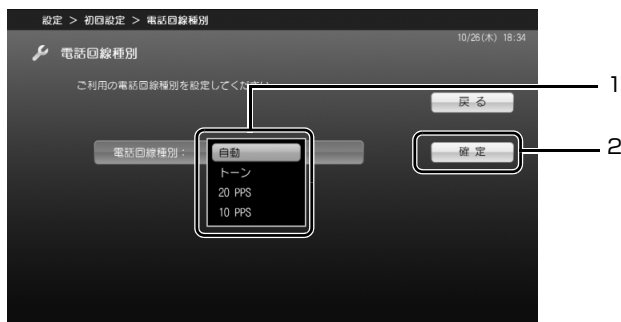 設定 > 初回設定 > 電話回線種別
10/26(木) 18:34
電話回線種別
ご利用の電話回線種別を設定してください
1
戻る
電話回線種別：
自動
確定
2
トーン
20 PPS
10 PPS